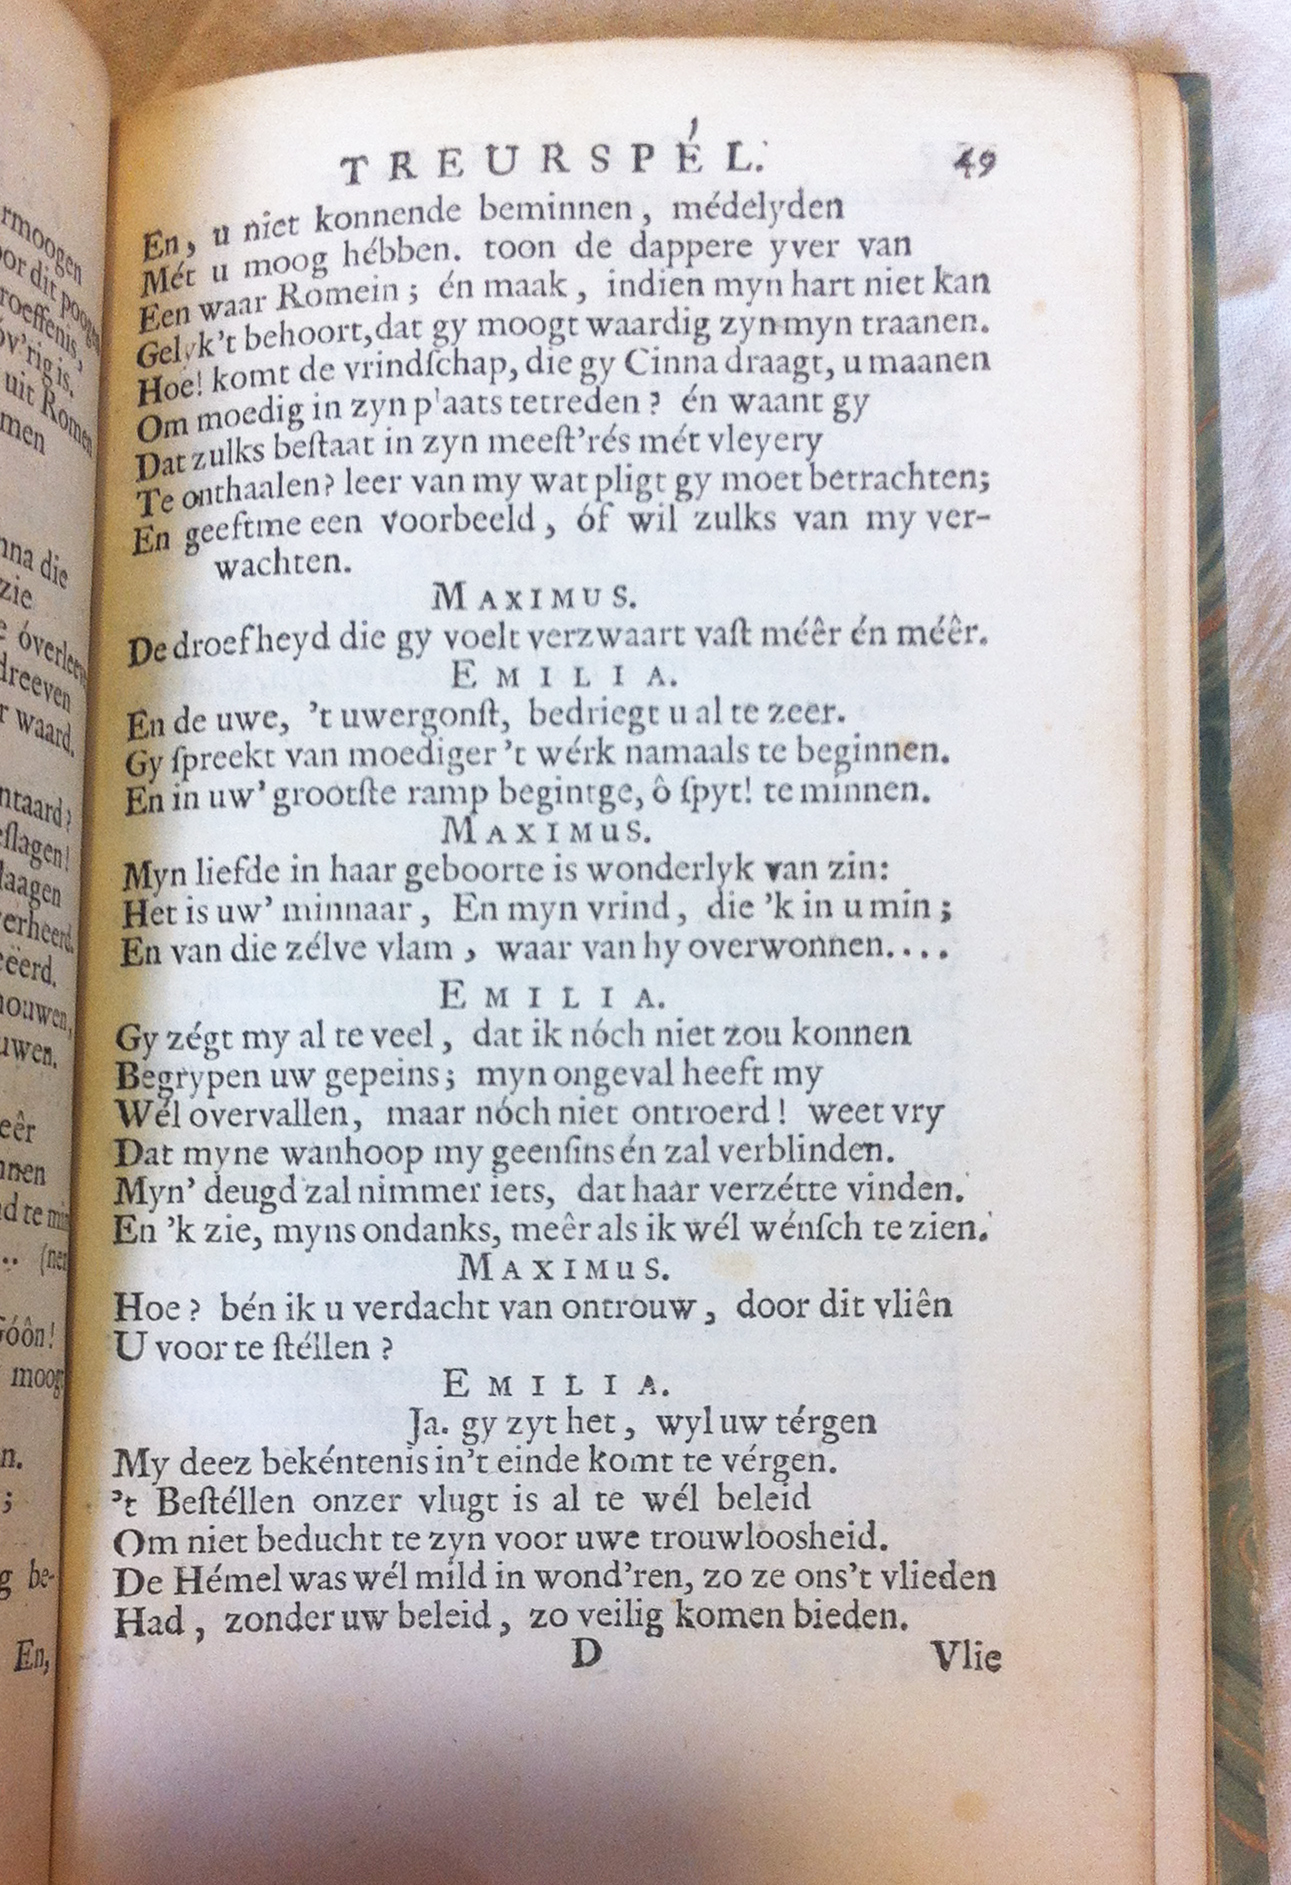 TREURSPÉL. 49
En, u niet konnende beminnen, médelyden
Mét u moog hébben. toon de dappere yver van
Een waar Romein; én maak, indien myn hart niet kan
Gelyk't behoort, dat gy moogt waardig zyn myn traanen.
Hoe! komt de vrindſchap, die gy Cinna draagt, u maanen
Om moedig in zyn plaats tetreden? én waant gy
Dat zulks beſtaat in zyn meeſt'rés mét vleyery
Te onthaalen? leer van my wat pligt gy moet betrachten;
En geeftme een voorbeeld, óf wil zulks van my ver-
wachten.
MAXIMUS.
De droefheyd die gy voelt verzwaart vaſt méêr én méêr.
EMILIA.
En de uwe, 't uwergonſt, bedriegt u al te zeer.
Gy ſpreekt van moediger 't wérk namaals te beginnen.
En in uw' grootſte ramp begintge, ô ſpyt! te minnen.
MAXIMUS.
Myn liefde in haar geboorte is wonderlyk van zin:
Het is uw' minnaar, En myn vrind, die 'k in u min;
En van die zélve vlam, waar van hy overwonnen....
EMILIA.
Gy zégt my al te veel, dat ik nóch niet zou konnen
Begrypen uw gepeins; myn ongeval heeft my
Wél overvallen, maar nóch niet ontroerd! weet vry
Dat myne wanhoop my geenſins én zal verblinden.
Myn' deugd zal nimmer iets, dat haar verzétte vinden.
En 'k zie, myns ondanks, meêr als ik wél wénſch te zien.
MAXIMUS.
Hoe? bén ik u verdacht van ontrouw, door dit vliên
U voor te ſtéllen?
EMILIA.
Ja. gy zyt het, wyl uw térgen
My deez bekéntenis in't einde komt te vérgen.
't Beſtéllen onzer vlugt is al te wél beleid
Om niet beducht te zyn voor uwe trouwloosheid.
De Hémel was wél mild in wond'ren, zo ze ons't vlieden
Had, zonder uw beleid, zo veilig komen bieden.
D Vlie